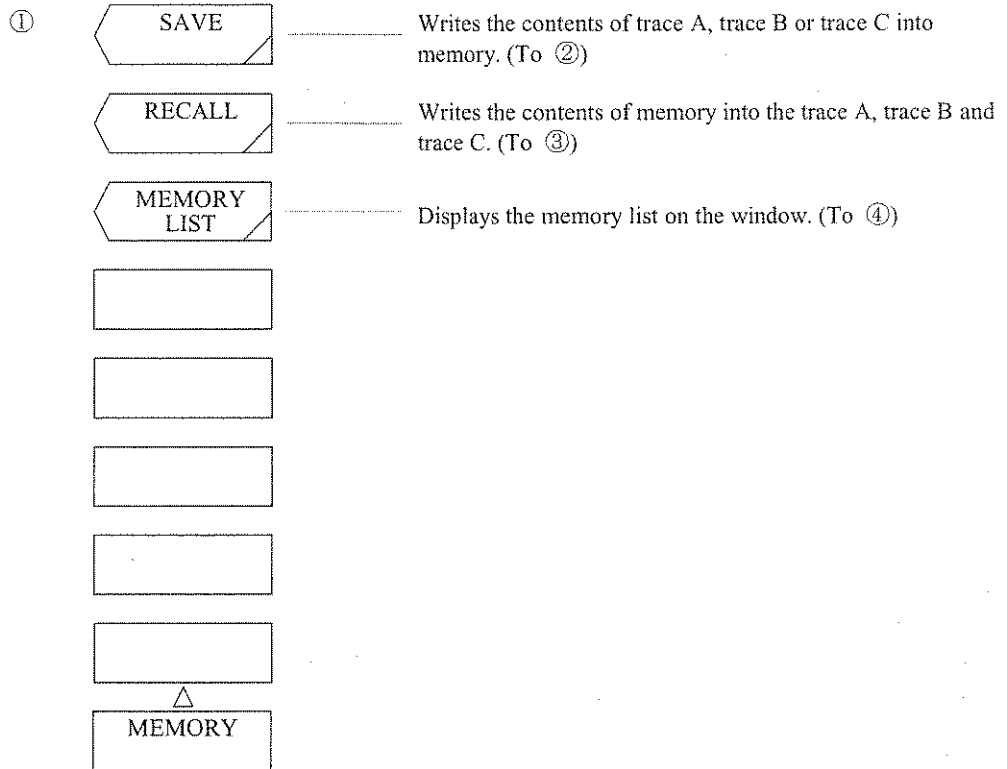 ①
SAVE
Writes the contents of trace A, trace B or trace C into
memory. (To ②)
RECALL
Writes the contents of memory into the trace A, trace B and
trace C. (To ③)
MEMORY
LIST
Displays the memory list on the window. (To ④)
△
MEMORY